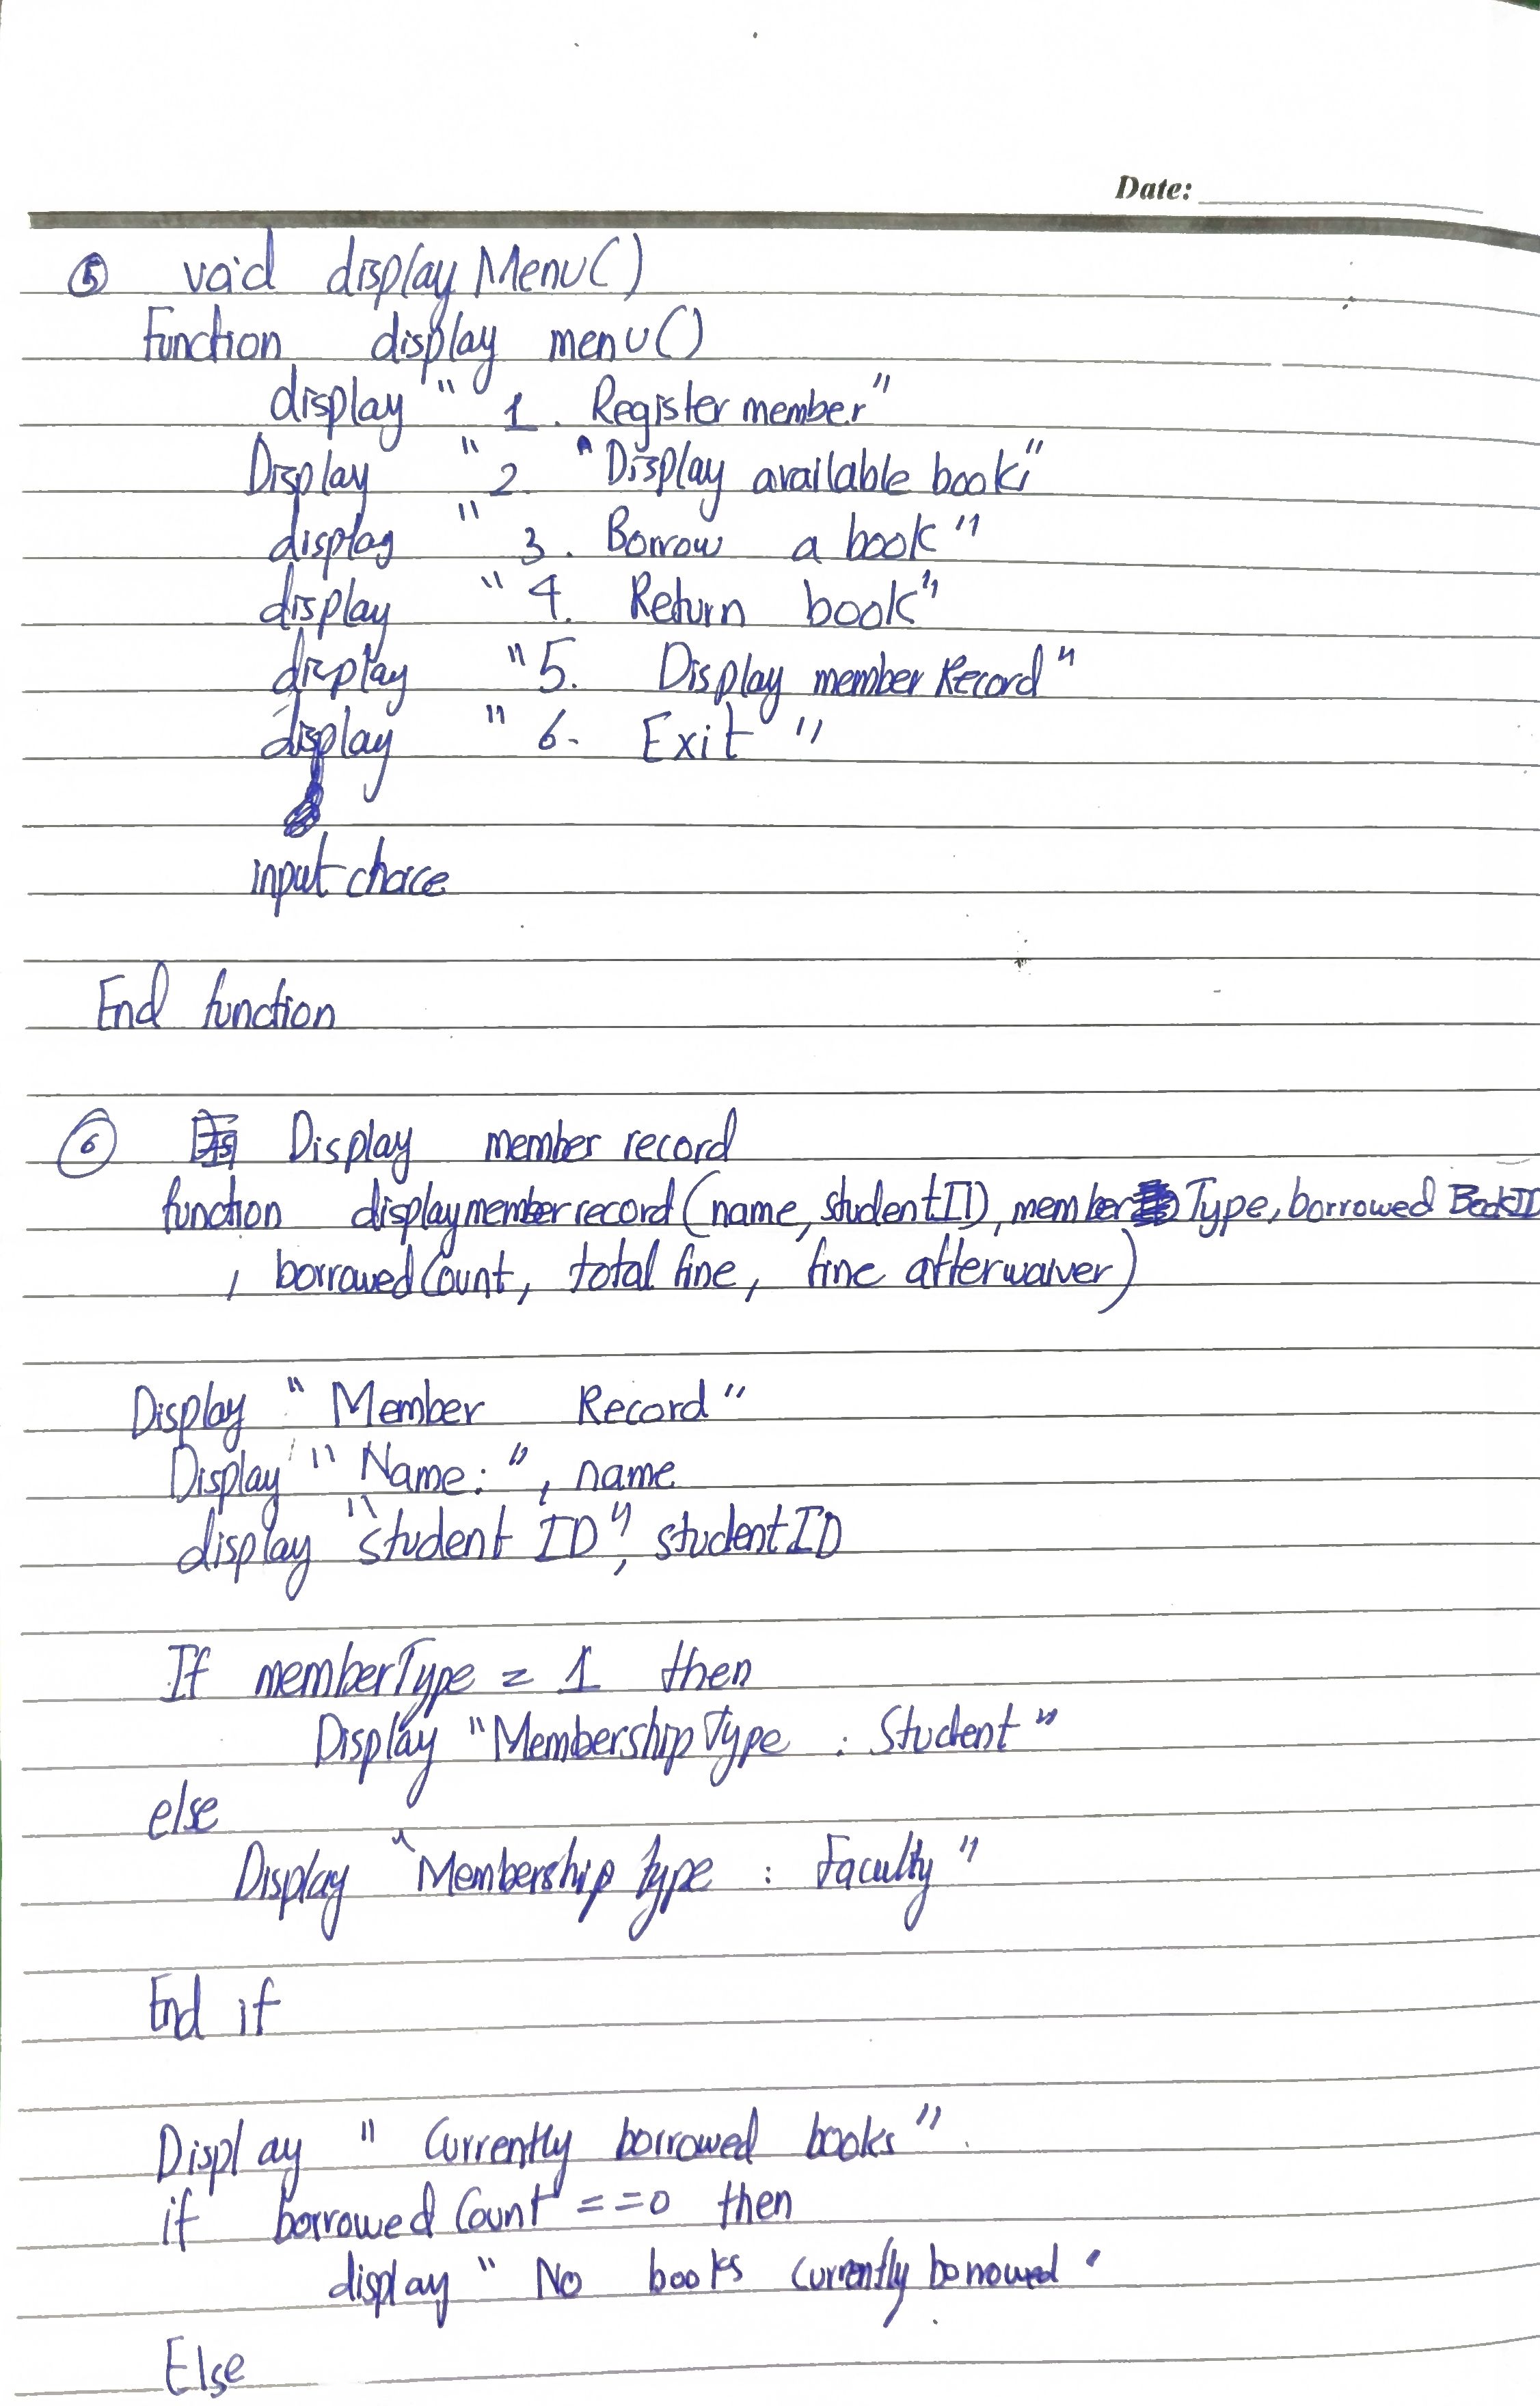 Date:
5 void displayMenu()
Function display menu()
display " 1. Register member"
Display " 2. "Display available book"
display " 3. Borrow a book"
display " 4. Return book"
display "5. Display member Record"
display " 6. Exit "
input choice
End function
6 Display member record
function displaymemberrecord(name, studentID, member Type, borrowed BookID
, borrowedCount, total fine, fine afterwaiver)
Display " Member Record"
Display " Name: ", name
display "student ID", studentID
If memberType = 1 then
Display "MembershipType : Student"
else
Display "Membership type : Faculty"
End if
Display " Currently borrowed books".
if borrowed Count ==0 then
display " No books currently borrowed "
Else